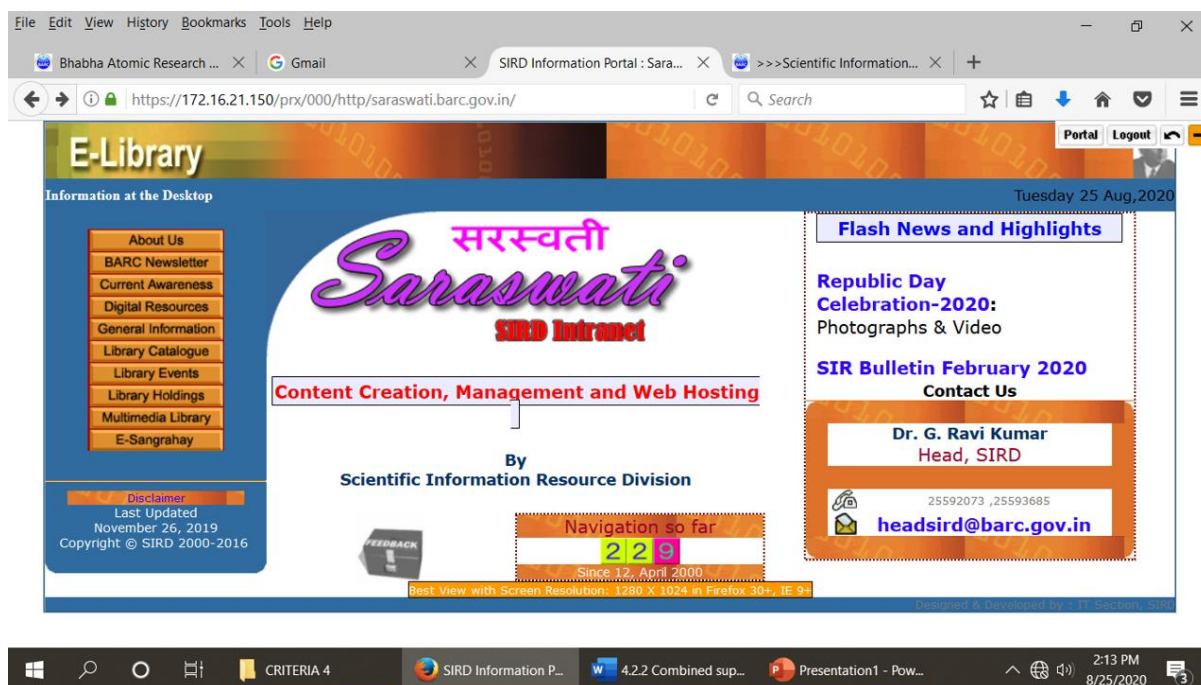 File Edit View History Bookmarks Tools Help
Bhabha Atomic Research ...
Gmail
SIRD Information Portal : Sara...
>>>Scientific Information...
https://172.16.21.150/prx/000/http/saraswati.barc.gov.in/
Search
E-Library
Portal Logout
Information at the Desktop
Tuesday 25 Aug,2020
About Us
BARC Newsletter
Current Awareness
Digital Resources
General Information
Library Catalogue
Library Events
Library Holdings
Multimedia Library
E-Sangrahay
Disclaimer
Last Updated
November 26, 2019
Copyright © SIRD 2000-2016
सरस्वती
Saraswati
SIRD Intranet
Content Creation, Management and Web Hosting
By
Scientific Information Resource Division
FEEDBACK
Navigation so far
229
Since 12, April 2000
Best View with Screen Resolution: 1280 X 1024 in Firefox 30+, IE 9+
Flash News and Highlights
Republic Day
Celebration-2020:
Photographs & Video
SIR Bulletin February 2020
Contact Us
Dr. G. Ravi Kumar
Head, SIRD
25592073 ,25593685
headsird@barc.gov.in
Designed & Developed by : IT Section, SIRD
CRITERIA 4
SIRD Information P...
4.2.2 Combined sup...
Presentation1 - Pow...
2:13 PM
8/25/2020
3